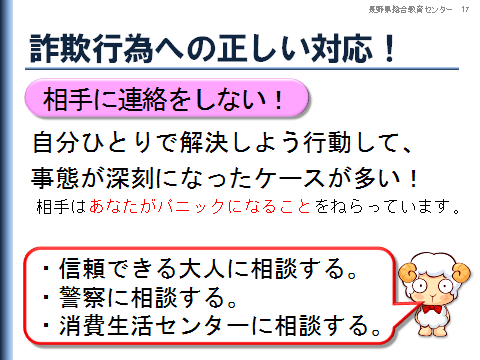 長野県総合教育センター 17
詐欺行為への正しい対応！
相手に連絡をしない！
自分ひとりで解決しよう行動して、
事態が深刻になったケースが多い！
相手はあなたがパニックになることをねらっています。
・信頼できる大人に相談する。
・警察に相談する。
・消費生活センターに相談する。